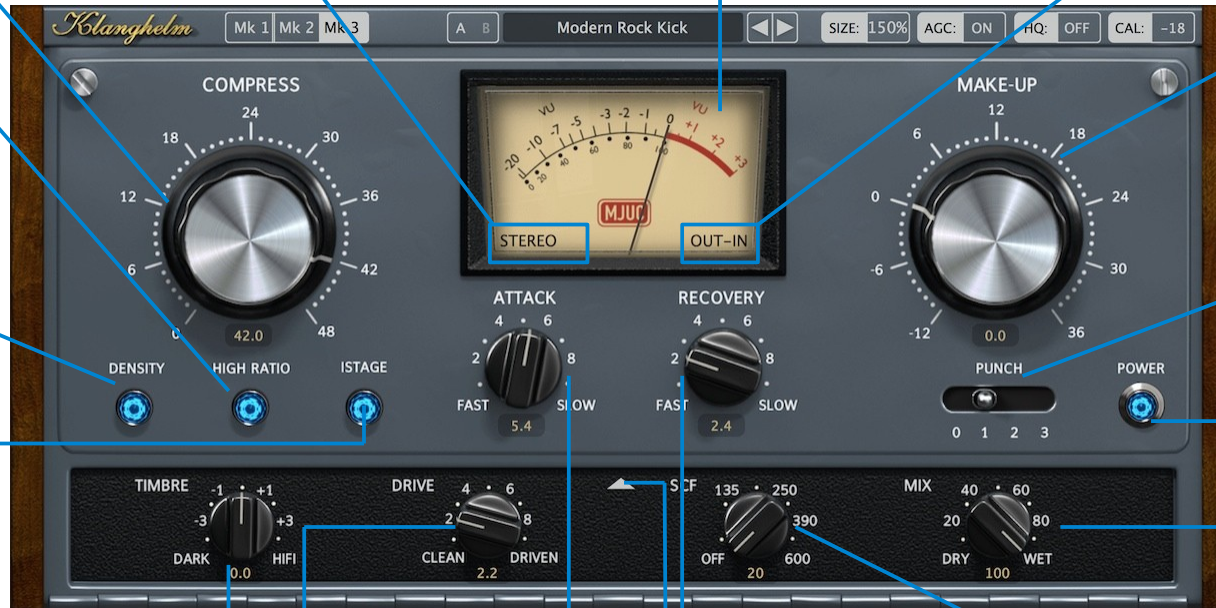 Klanghelm Mk 1 Mk 2 Mk 3 A B Modern Rock Kick SIZE: 150% AGC: ON HQ: OFF CAL: -18
COMPRESS
0 6 12 18 24 30 36 42 48
42.0
VU VU
-20 -10 -7 -5 -3 -2 -1 0 +1 +2 +3
0 20 40 60 80 100
MJUC
STEREO OUT-IN
MAKE-UP
-12 -6 0 6 12 18 24 30 36
0.0
ATTACK
2 4 6 8
FAST SLOW
5.4
RECOVERY
2 4 6 8
FAST SLOW
2.4
DENSITY HIGH RATIO ISTAGE
PUNCH
0 1 2 3
POWER
TIMBRE
-3 -1 +1 +3
DARK HIFI
0.0
DRIVE
2 4 6 8
CLEAN DRIVEN
2.2
SCF
135 250 390
OFF 600
20
MIX
20 40 60 80
DRY WET
100